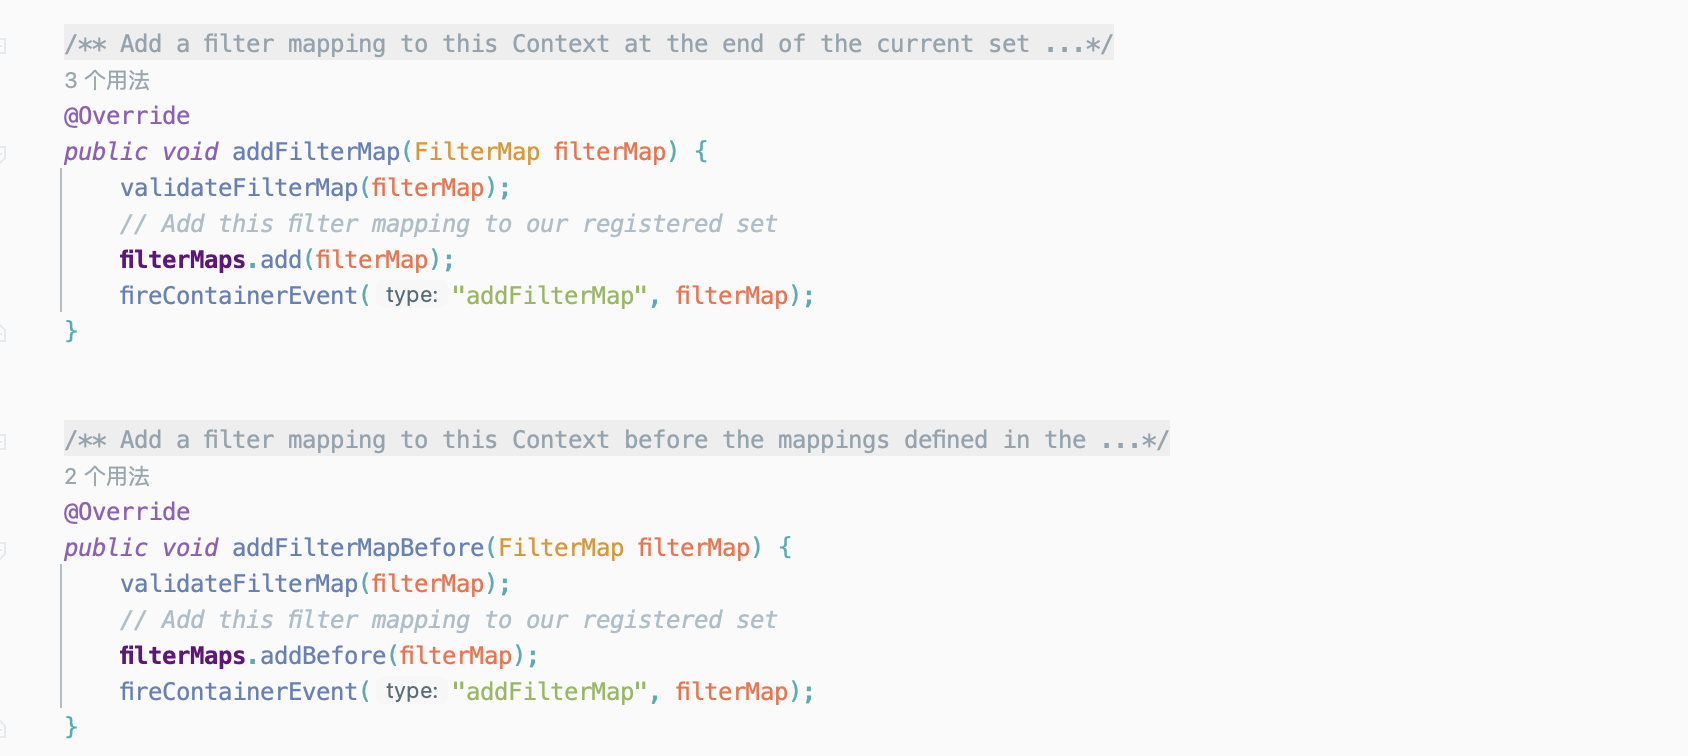 /** Add a filter mapping to this Context at the end of the current set ...*/
3 个用法
@Override
public void addFilterMap(FilterMap filterMap) {
validateFilterMap(filterMap);
// Add this filter mapping to our registered set
filterMaps.add(filterMap);
fireContainerEvent( type: "addFilterMap", filterMap);
}
/** Add a filter mapping to this Context before the mappings defined in the ...*/
2 个用法
@Override
public void addFilterMapBefore(FilterMap filterMap) {
validateFilterMap(filterMap);
// Add this filter mapping to our registered set
filterMaps.addBefore(filterMap);
fireContainerEvent( type: "addFilterMap", filterMap);
}